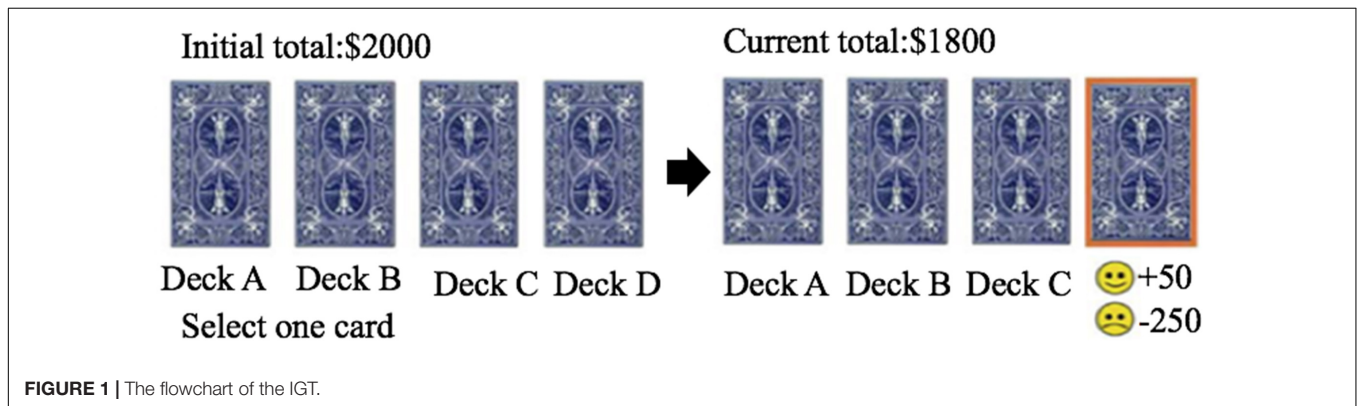 Initial total:$2000
Deck A Deck B Deck C Deck D
Select one card
Current total:$1800
Deck A Deck B Deck C
+50
-250
FIGURE 1 | The flowchart of the IGT.